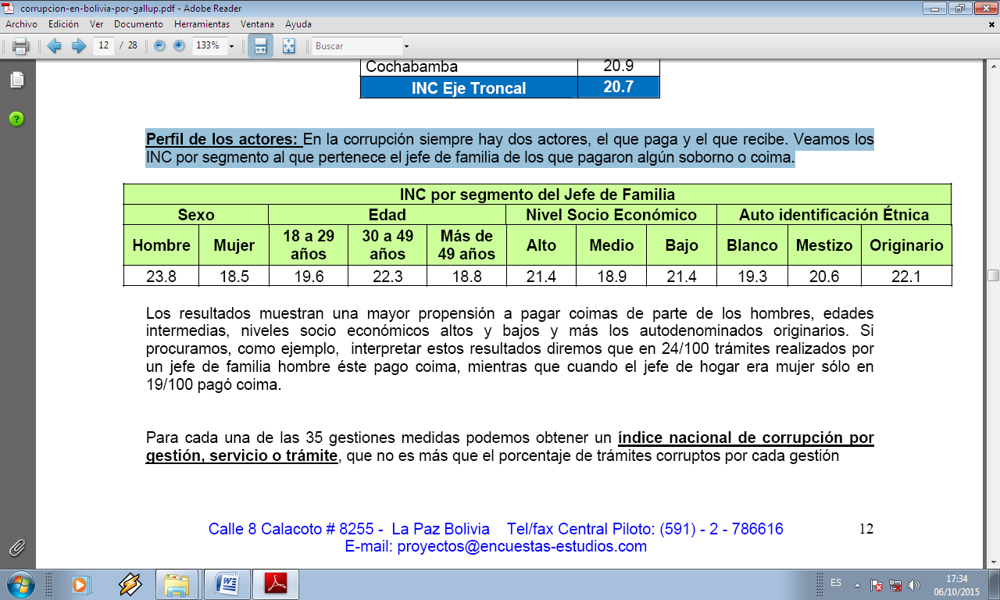 corrupcion-en-bolivia-por-gallup.pdf - Adobe Reader
Archivo Edición Ver Documento Herramientas Ventana Ayuda
12 / 28 133% Buscar
Cochabamba 20.9
INC Eje Troncal 20.7
Perfil de los actores: En la corrupción siempre hay dos actores, el que paga y el que recibe. Veamos los
INC por segmento al que pertenece el jefe de familia de los que pagaron algún soborno o coima.
INC por segmento del Jefe de Familia
Sexo Edad Nivel Socio Económico Auto identificación Étnica
Hombre Mujer 18 a 29 años 30 a 49 años Más de 49 años Alto Medio Bajo Blanco Mestizo Originario
23.8 18.5 19.6 22.3 18.8 21.4 18.9 21.4 19.3 20.6 22.1
Los resultados muestran una mayor propensión a pagar coimas de parte de los hombres, edades
intermedias, niveles socio económicos altos y bajos y más los autodenominados originarios. Si
procuramos, como ejemplo, interpretar estos resultados diremos que en 24/100 trámites realizados por
un jefe de familia hombre éste pago coima, mientras que cuando el jefe de hogar era mujer sólo en
19/100 pagó coima.
Para cada una de las 35 gestiones medidas podemos obtener un índice nacional de corrupción por
gestión, servicio o trámite, que no es más que el porcentaje de trámites corruptos por cada gestión
Calle 8 Calacoto # 8255 - La Paz Bolivia Tel/fax Central Piloto: (591) - 2 - 786616 12
E-mail: proyectos@encuestas-estudios.com
ES 17:34
06/10/2015